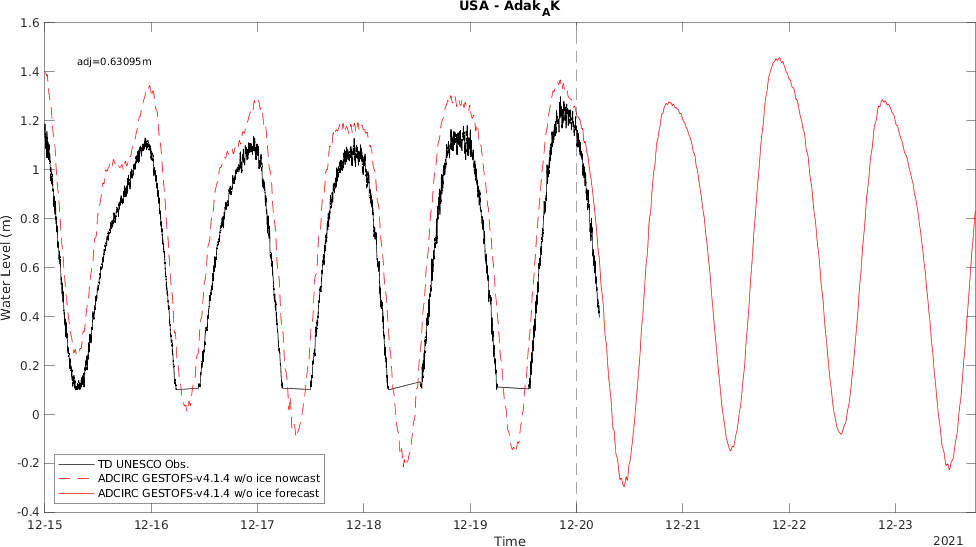 USA - Adak_AK
1.6
adj=0.63095m
1.4
1.2
1
0.8
0.6
0.4
0.2
0
-0.2
-0.4
Water Level (m)
TD UNESCO Obs.
ADCIRC GESTOFS-v4.1.4 w/o ice nowcast
ADCIRC GESTOFS-v4.1.4 w/o ice forecast
12-15 12-16 12-17 12-18 12-19 12-20 12-21 12-22 12-23
Time
2021